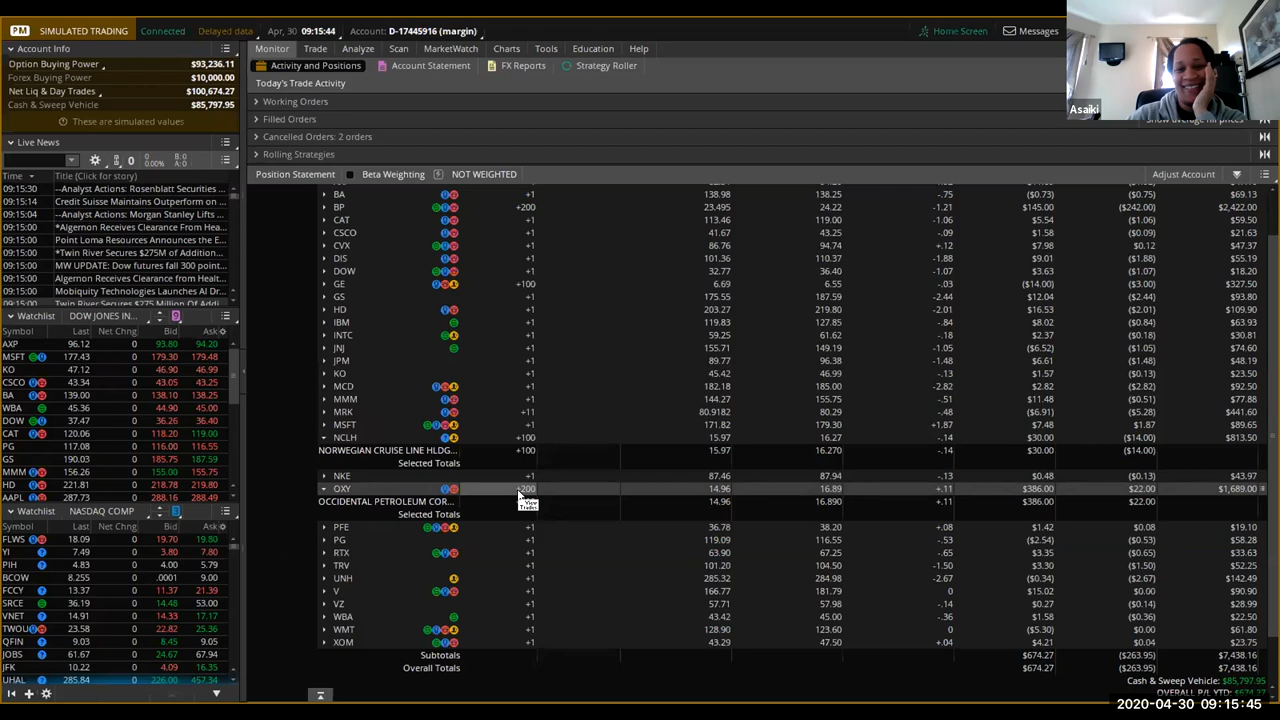 PM SIMULATED TRADING Connected Delayed data Apr, 30 09:15:44 Account: D-17445916 (margin) Home Screen Messages
Account Info
Option Buying Power $93,236.11
Forex Buying Power $10,000.00
Net Liq & Day Trades $100,674.27
Cash & Sweep Vehicle $85,797.95
These are simulated values
Live News
0 0 0.00% B: 0 A: 0
Time Title (Click for story)
09:15:30 --Analyst Actions: Rosenblatt Securities ...
09:15:14 Credit Suisse Maintains Outperform on ...
09:15:04 --Analyst Actions: Morgan Stanley Lifts ...
09:15:00 *Algernon Receives Clearance From Hea...
09:15:00 Point Loma Resources Announces the E...
09:15:00 *Twin River Secures $275M of Addition...
09:15:00 MW UPDATE: Dow futures fall 300 point...
09:15:00 Algernon Receives Clearance from Healt...
09:15:00 Mobiquity Technologies Launches AI Dr...
09:15:00 Twin River Secures $275 Million Of Addi...
Watchlist DOW JONES IN... 9
Symbol Last Net Chng Bid Ask
AXP 96.12 0 93.80 94.20
MSFT 177.43 0 179.30 179.48
KO 47.12 0 46.90 46.99
CSCO 43.34 0 43.05 43.25
BA 139.00 0 138.10 138.25
WBA 45.36 0 44.90 45.00
DOW 37.47 0 36.26 36.40
CAT 120.06 0 118.20 119.00
PG 117.08 0 116.00 116.55
GS 193.03 0 185.75 187.59
MMM 156.26 0 155.00 155.75
HD 221.28 0 218.78 219.80
AAPL 287.73 0 288.16 288.49
Watchlist NASDAQ COMP 3
Symbol Last Net Chng Bid Ask
FLWS 18.09 0 19.70 19.80
YI 7.49 0 3.80 7.90
PIH 4.83 0 4.00 5.79
BCOW 8.255 0 .0001 9.00
FCCY 13.37 0 11.37 21.39
SRCE 36.19 0 14.48 53.00
VNET 14.91 0 14.33 17.17
TWOU 23.58 0 22.82 25.36
QFIN 9.03 0 8.45 9.05
JOBS 61.67 0 24.67 67.94
JFK 10.22 0 4.09 16.35
UHAL 285.84 0 226.00 457.34
Monitor Trade Analyze Scan MarketWatch Charts Tools Education Help
Activity and Positions Account Statement FX Reports Strategy Roller
Asaiki
Today's Trade Activity
Working Orders
Filled Orders
Cancelled Orders: 2 orders
Rolling Strategies
Position Statement Beta Weighting NOT WEIGHTED Adjust Account
BA +1 138.98 138.25 -.75 ($0.73) ($0.75) $69.13
BP +200 23.495 24.22 -1.21 $145.00 ($242.00) $2,422.00
CAT +1 113.46 119.00 -1.06 $5.54 ($1.06) $59.50
CSCO +1 41.67 43.25 -.09 $1.58 ($0.09) $21.63
CVX +1 86.76 94.74 +.12 $7.98 $0.12 $47.37
DIS +1 101.36 110.37 -1.88 $9.01 ($1.88) $55.19
DOW +1 32.77 36.40 -1.07 $3.63 ($1.07) $18.20
GE +100 6.69 6.55 -.03 ($14.00) ($3.00) $327.50
GS +1 175.55 187.59 -2.44 $12.04 ($2.44) $93.80
HD +1 203.27 219.80 -2.01 $16.53 ($2.01) $109.90
IBM +1 119.83 127.85 -.84 $8.02 ($0.84) $63.93
INTC +1 59.25 61.62 -.18 $2.37 ($0.18) $30.81
JNJ +1 155.71 149.19 -1.05 ($6.52) ($1.05) $74.60
JPM +1 89.77 96.38 -1.48 $6.61 ($1.48) $48.19
KO +1 45.42 46.99 -.13 $1.57 ($0.13) $23.50
MCD +1 182.18 185.00 -2.82 $2.82 ($2.82) $92.50
MMM +1 144.27 155.75 -.51 $11.48 ($0.51) $77.88
MRK +11 80.9182 80.29 -.48 ($6.91) ($5.28) $441.60
MSFT +1 171.82 179.30 +1.87 $7.48 $1.87 $89.65
NCLH +100 15.97 16.27 -.14 $30.00 ($14.00) $813.50
NORWEGIAN CRUISE LINE HLDG... +100 15.97 16.270 -.14 $30.00 ($14.00)
Selected Totals $30.00 ($14.00)
NKE +1 87.46 87.94 -.13 $0.48 ($0.13) $43.97
OXY +200 14.96 16.89 +.11 $386.00 $22.00 $1,689.00
View Trades
OCCIDENTAL PETROLEUM COR... 14.96 16.890 +.11 $386.00 $22.00
Selected Totals $386.00 $22.00
PFE +1 36.78 38.20 +.08 $1.42 $0.08 $19.10
PG +1 119.09 116.55 -.53 ($2.54) ($0.53) $58.28
RTX +1 63.90 67.25 -.65 $3.35 ($0.65) $33.63
TRV +1 101.20 104.50 -1.50 $3.30 ($1.50) $52.25
UNH +1 285.32 284.98 -2.67 ($0.34) ($2.67) $142.49
V +1 166.77 181.79 0 $15.02 $0.00 $90.90
VZ +1 57.71 57.98 -.14 $0.27 ($0.14) $28.99
WBA +1 43.42 45.00 -.36 $1.58 ($0.36) $22.50
WMT +1 128.90 123.60 0 ($5.30) $0.00 $61.80
XOM +1 43.29 47.50 +.04 $4.21 $0.04 $23.75
Subtotals $674.27 ($263.95) $7,438.16
Overall Totals $674.27 ($263.95) $7,438.16
Cash & Sweep Vehicle: $85,797.95
OVERALL P/L YTD: $674.27
2020-04-30 09:15:45